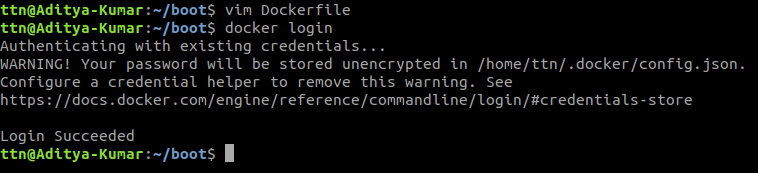 ttn@Aditya-Kumar:~/boot$ vim Dockerfile
ttn@Aditya-Kumar:~/boot$ docker login
Authenticating with existing credentials...
WARNING! Your password will be stored unencrypted in /home/ttn/.docker/config.json.
Configure a credential helper to remove this warning. See
https://docs.docker.com/engine/reference/commandline/login/#credentials-store
Login Succeeded
ttn@Aditya-Kumar:~/boot$